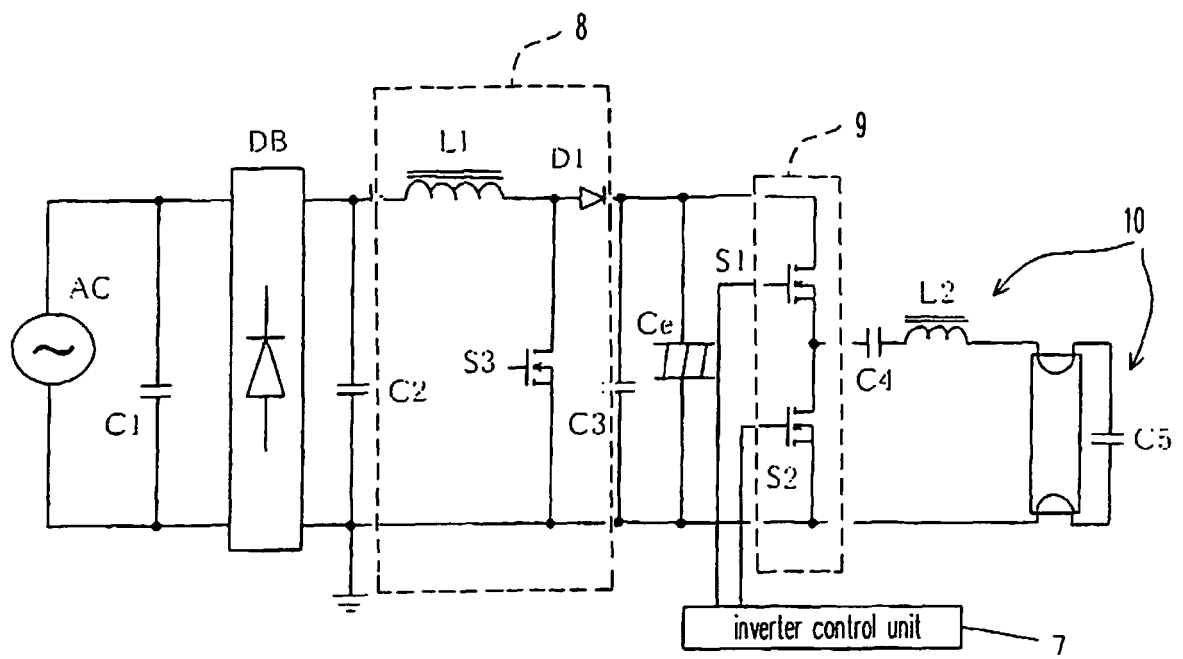 8
DB
L1
D1
9
10
AC
S1
L2
Ce
S3
C4
C1
C2
C3
C5
S2
inverter control unit
7